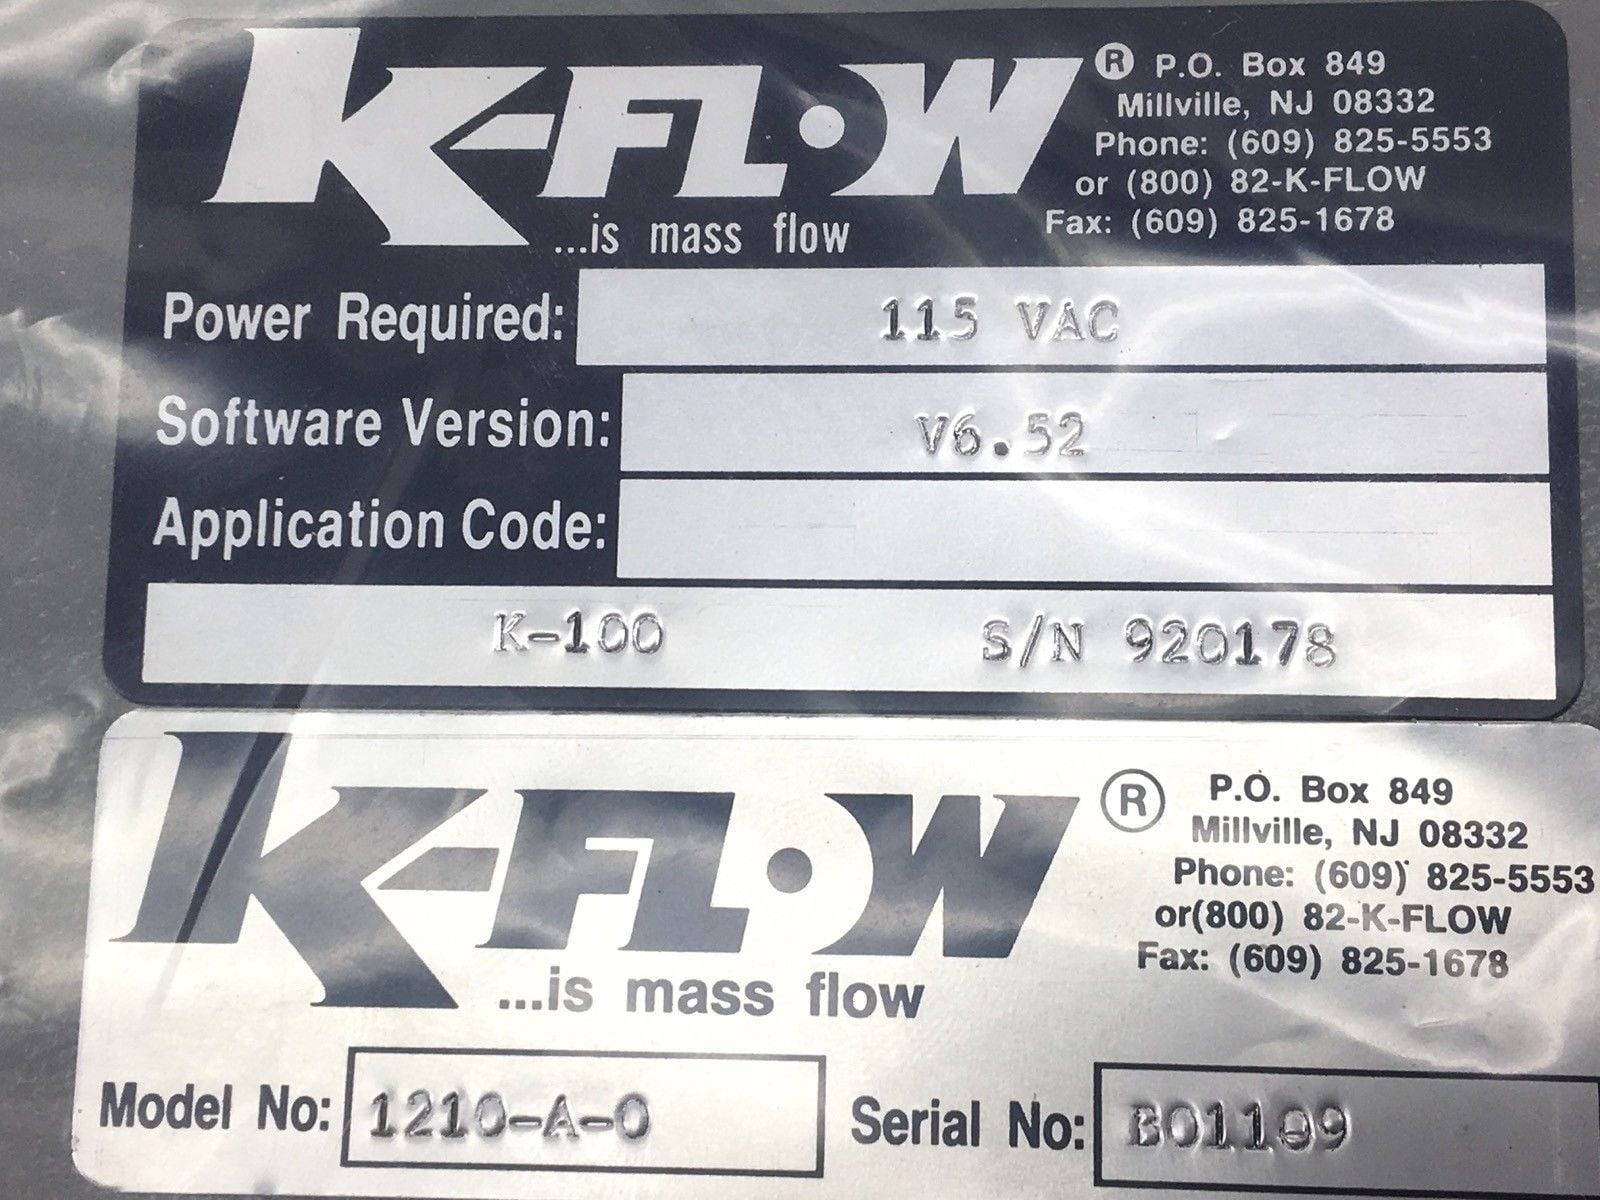 K-FLOW ®
...is mass flow
P.O. Box 849
Millville, NJ 08332
Phone: (609) 825-5553
or (800) 82-K-FLOW
Fax: (609) 825-1678
Power Required: 115 VAC
Software Version: V6.52
Application Code:
K-100 S/N 920178
K-FLOW ®
...is mass flow
P.O. Box 849
Millville, NJ 08332
Phone: (609) 825-5553
or(800) 82-K-FLOW
Fax: (609) 825-1678
Model No: 1210-A-0
Serial No: B01109